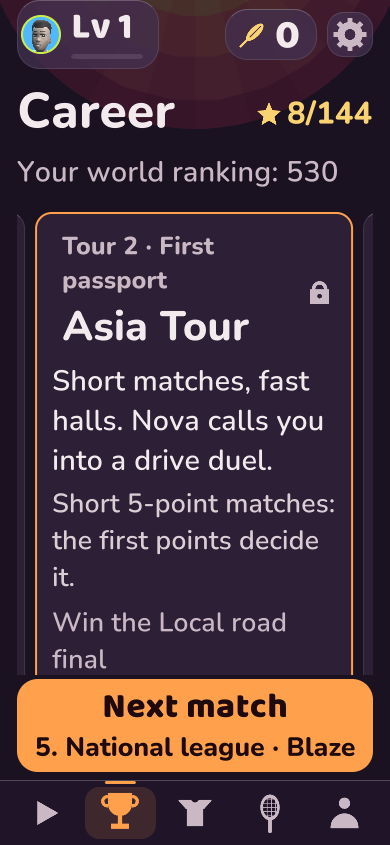 Lv 1
0
Career
8/144
Your world ranking: 530
Tour 2 · First
passport
Asia Tour
Short matches, fast
halls. Nova calls you
into a drive duel.
Short 5-point matches:
the first points decide
it.
Win the Local road
final
Next match
5. National league · Blaze